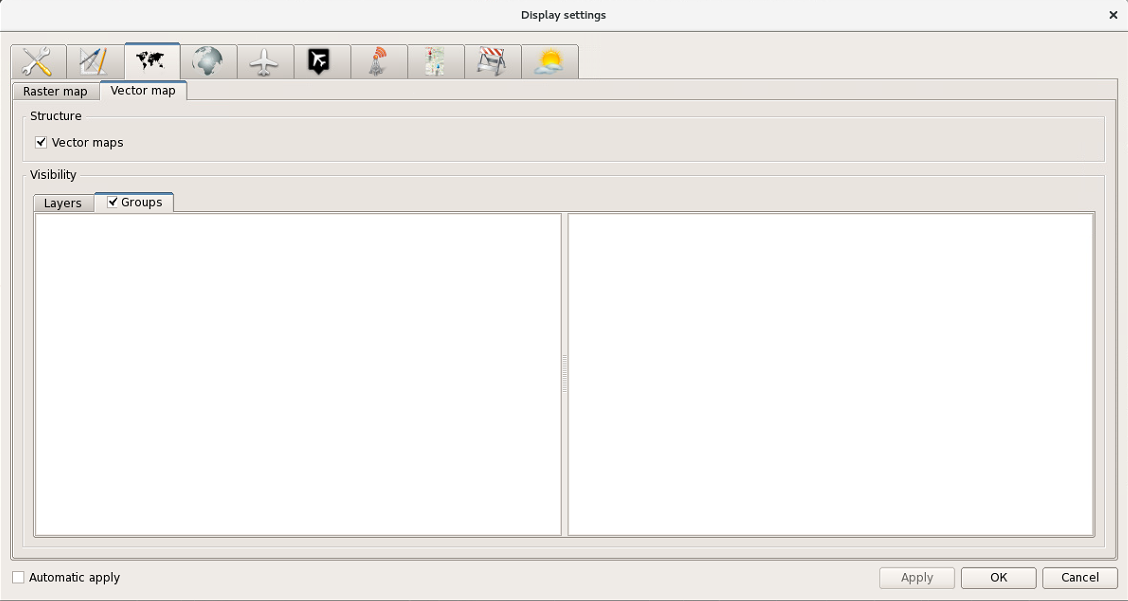 Display settings
Raster map
Vector map
Structure
Vector maps
Visibility
Layers
Groups
Automatic apply
Apply
OK
Cancel